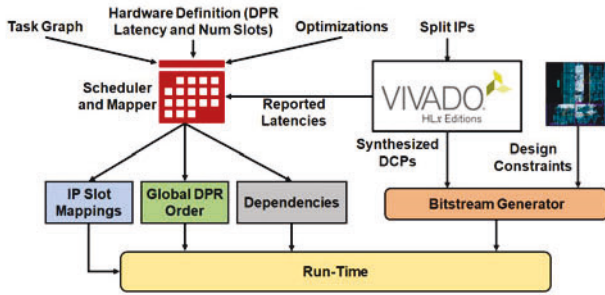 Task Graph
Hardware Definition (DPR
Latency and Num Slots)
Optimizations
Split IPs
Scheduler
and Mapper
Reported
Latencies
VIVADO
HLx Editions
Synthesized
DCPs
Design
Constraints
IP Slot
Mappings
Global DPR
Order
Dependencies
Bitstream Generator
Run-Time